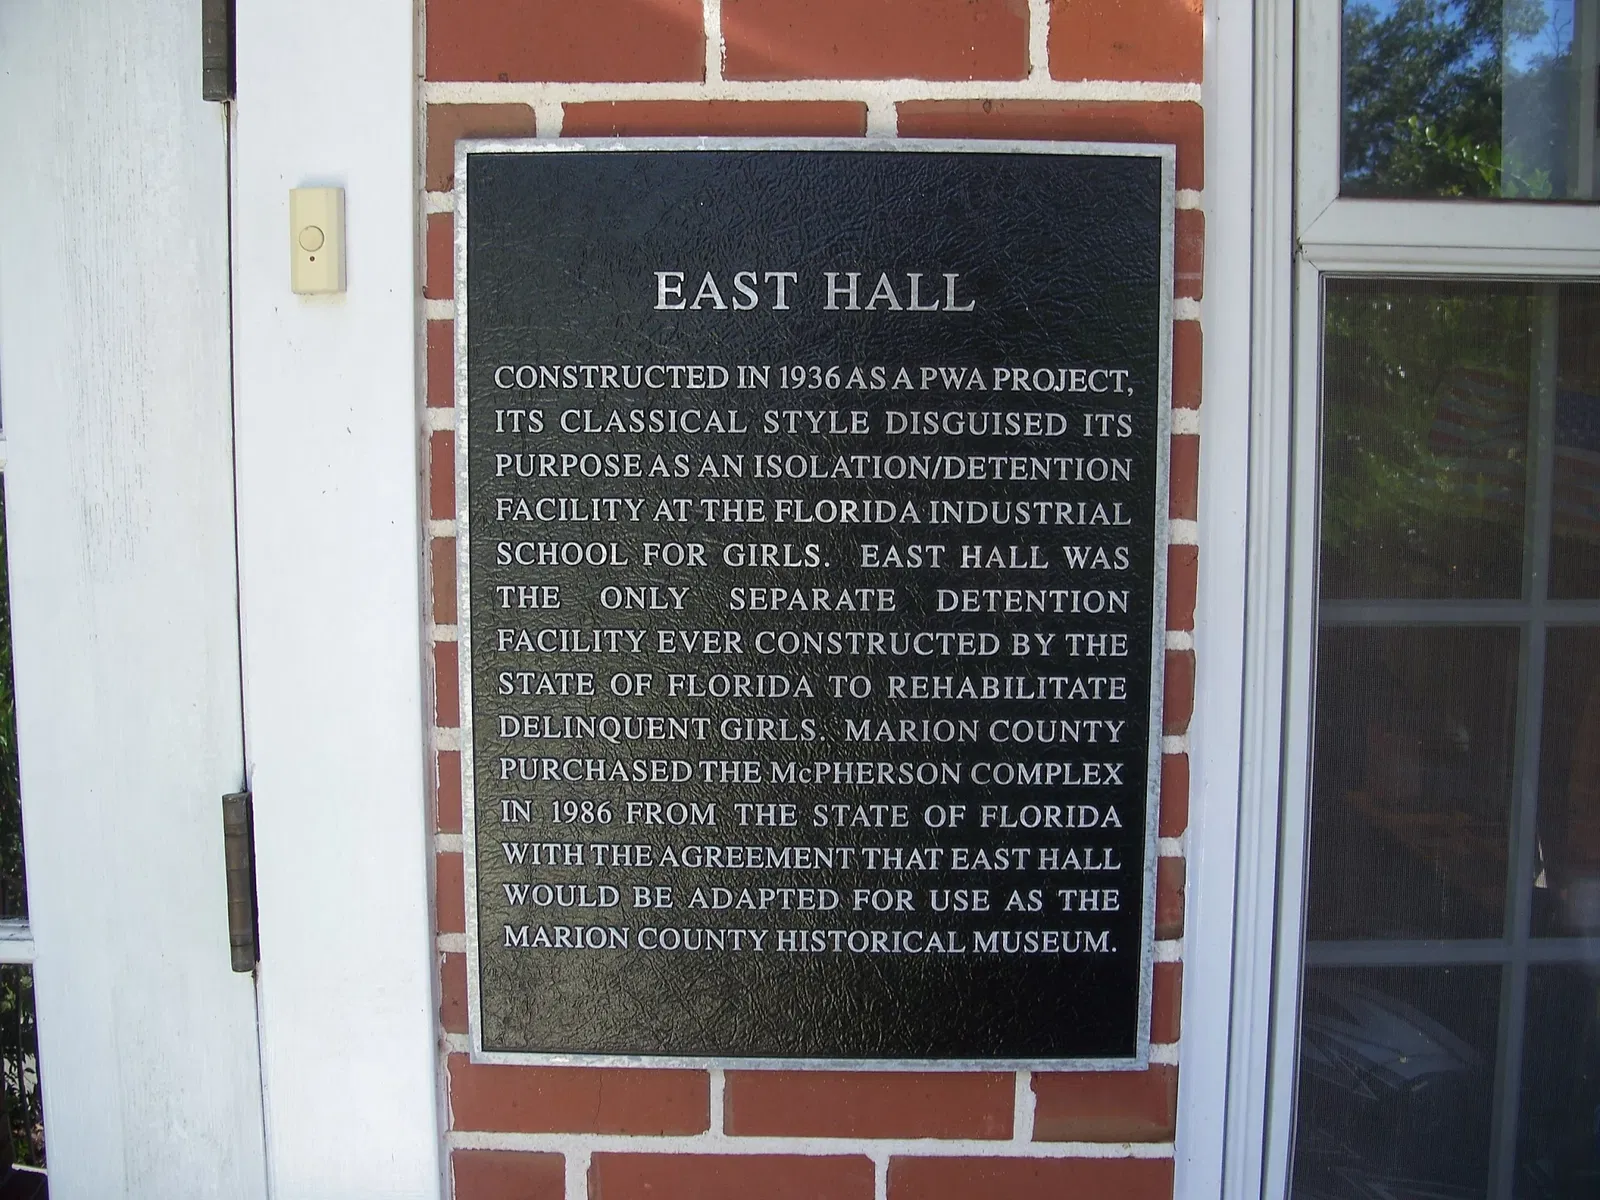 EAST HALL
CONSTRUCTED IN 1936 AS A PWA PROJECT,
ITS CLASSICAL STYLE DISGUISED ITS
PURPOSE AS AN ISOLATION/DETENTION
FACILITY AT THE FLORIDA INDUSTRIAL
SCHOOL FOR GIRLS. EAST HALL WAS
THE ONLY SEPARATE DETENTION
FACILITY EVER CONSTRUCTED BY THE
STATE OF FLORIDA TO REHABILITATE
DELINQUENT GIRLS. MARION COUNTY
PURCHASED THE McPHERSON COMPLEX
IN 1986 FROM THE STATE OF FLORIDA
WITH THE AGREEMENT THAT EAST HALL
WOULD BE ADAPTED FOR USE AS THE
MARION COUNTY HISTORICAL MUSEUM.